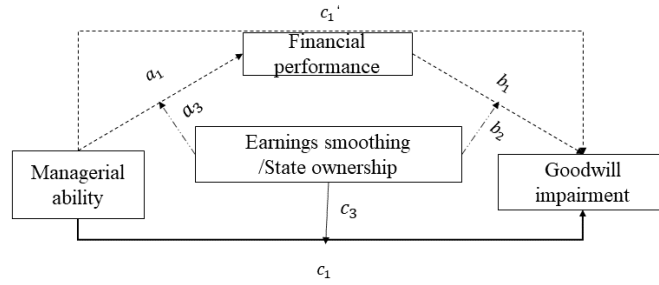 c₁'
Financial
performance
a₁
b₁
a₃
b₂
Earnings smoothing
/State ownership
Managerial
ability
Goodwill
impairment
c₃
c₁